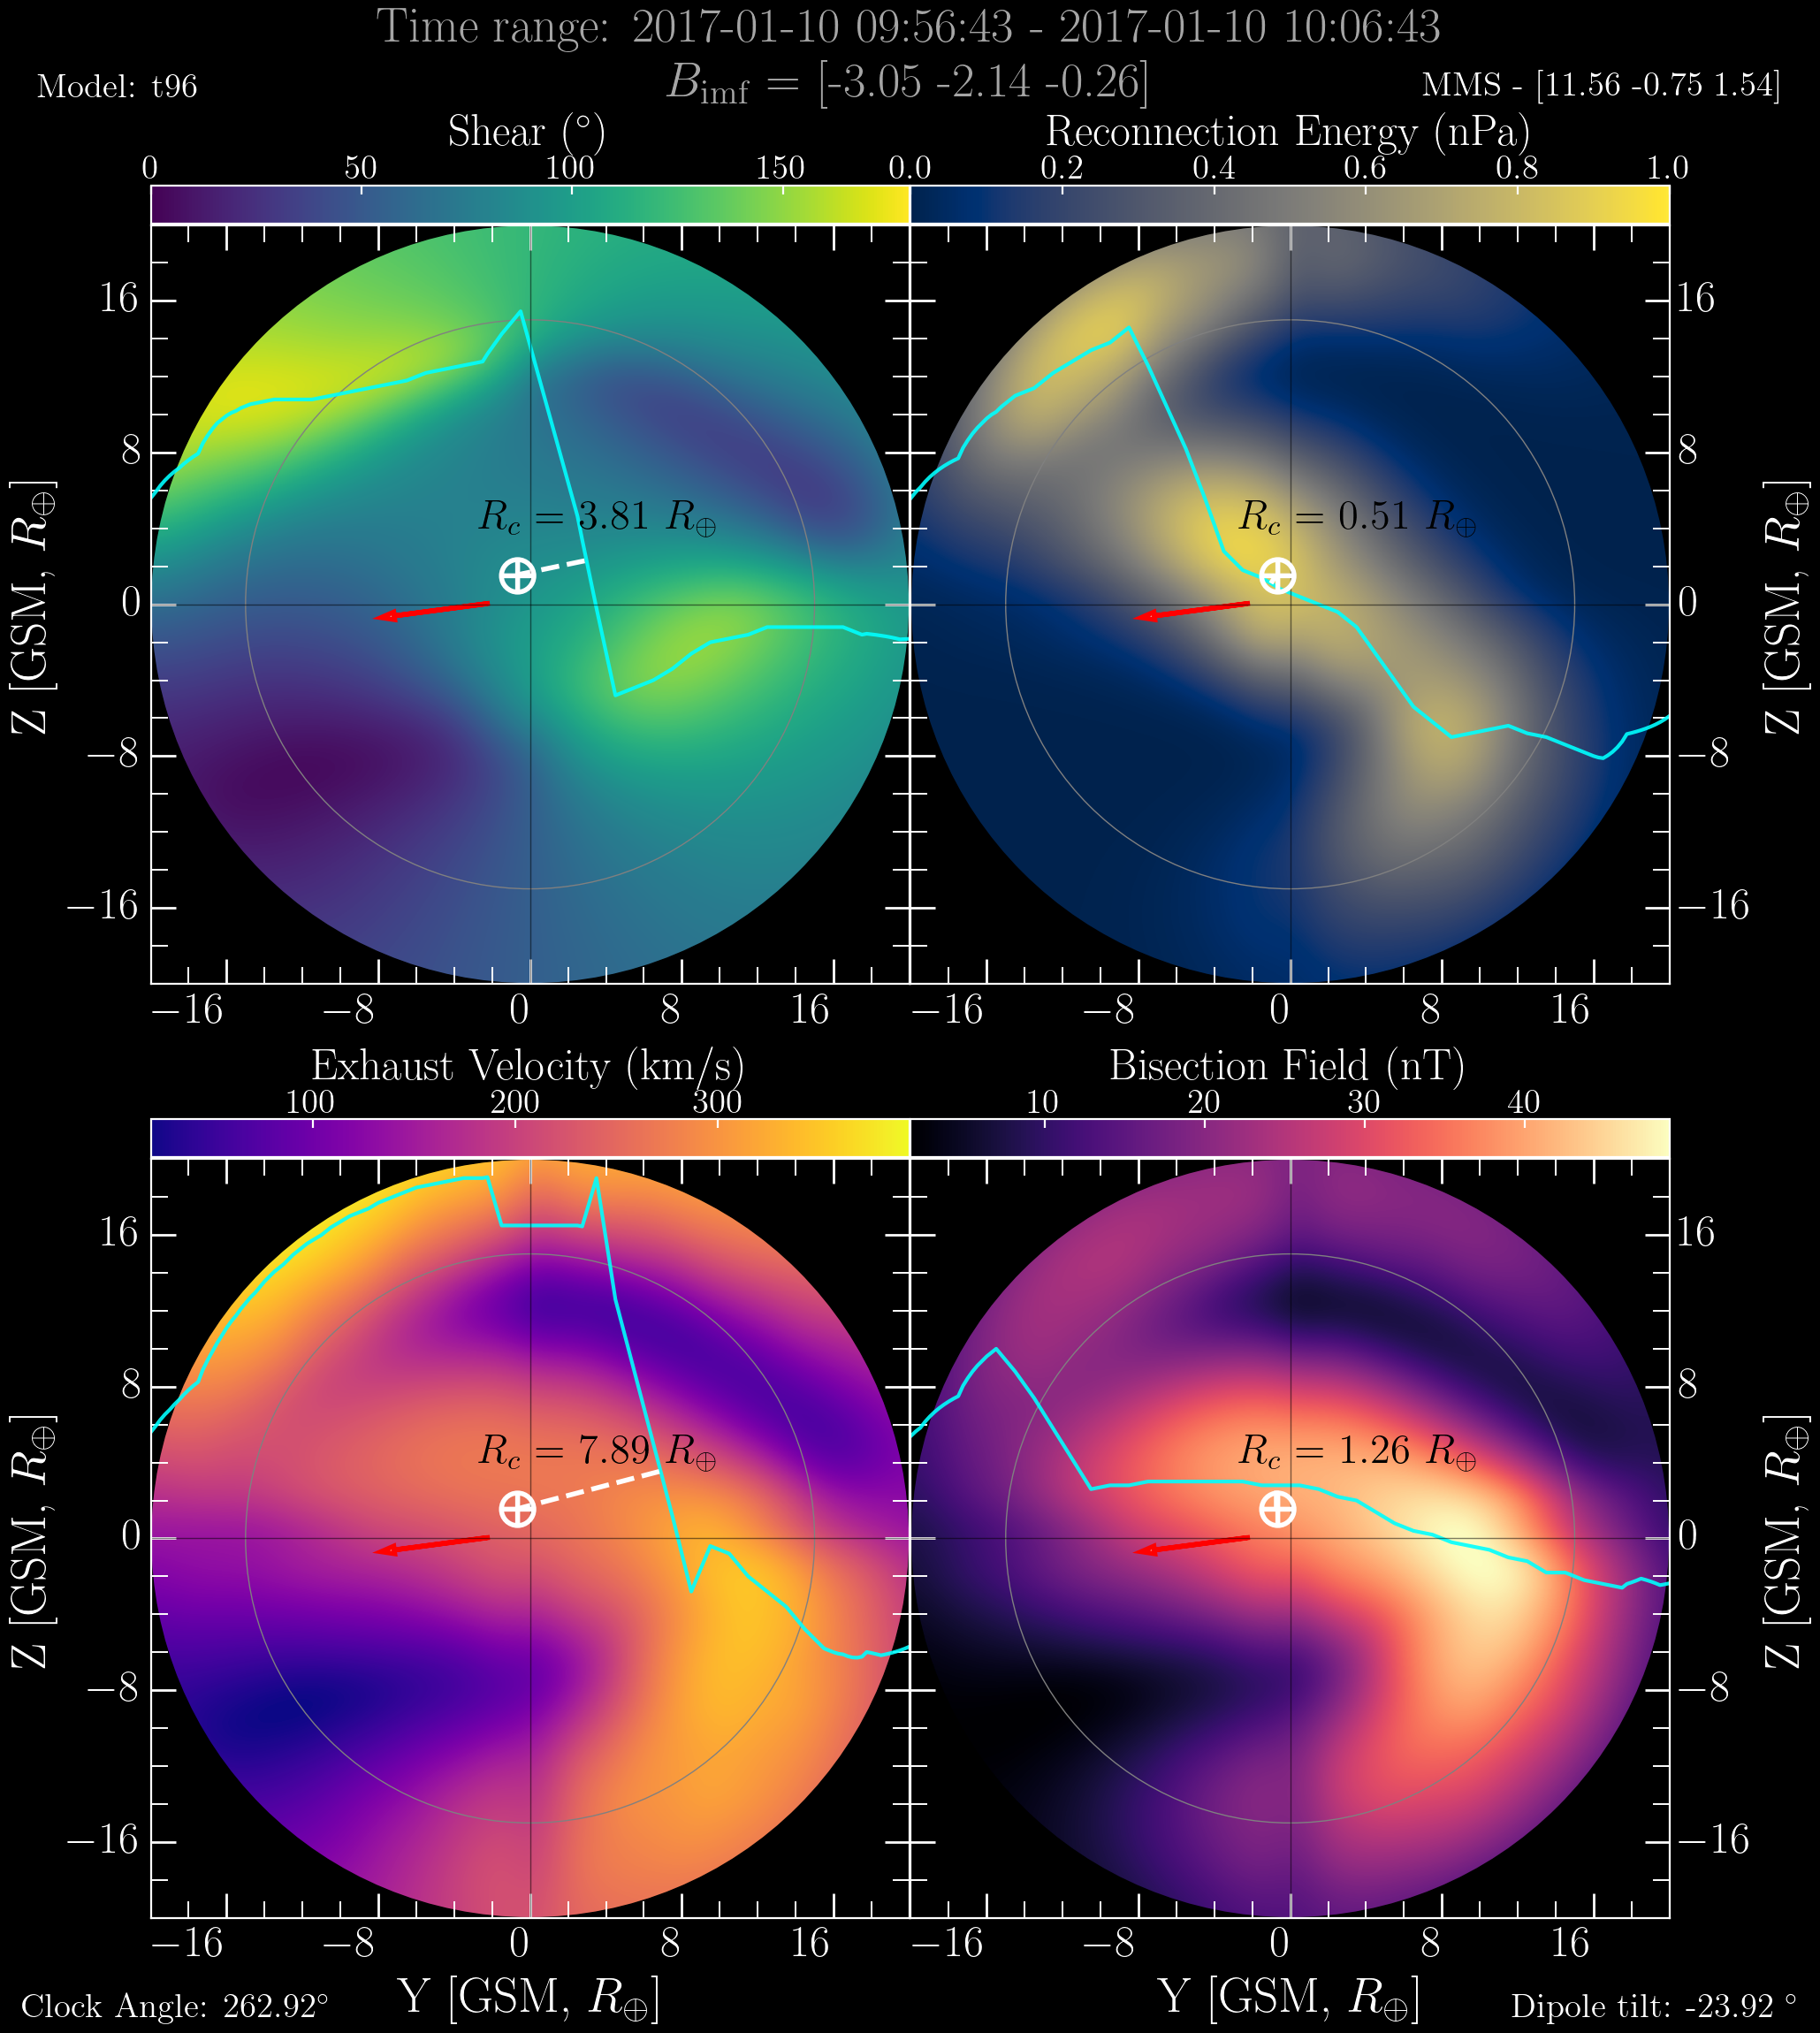 Time range: 2017-01-10 09:56:43 - 2017-01-10 10:06:43
Model: t96
B_imf = [-3.05 -2.14 -0.26]
MMS - [11.56 -0.75 1.54]
Shear (°)
Reconnection Energy (nPa)
0 50 100 150
0.0 0.2 0.4 0.6 0.8 1.0
Z [GSM, R⊕]
16
8
0
−8
−16
R_c = 3.81 R⊕
R_c = 0.51 R⊕
16
8
0
−8
−16
Z [GSM, R⊕]
−16 −8 0 8 16
−16 −8 0 8 16
Exhaust Velocity (km/s)
Bisection Field (nT)
100 200 300
10 20 30 40
Z [GSM, R⊕]
16
8
0
−8
−16
R_c = 7.89 R⊕
R_c = 1.26 R⊕
16
8
0
−8
−16
Z [GSM, R⊕]
−16 −8 0 8 16
−16 −8 0 8 16
Y [GSM, R⊕]
Y [GSM, R⊕]
Clock Angle: 262.92°
Dipole tilt: -23.92 °